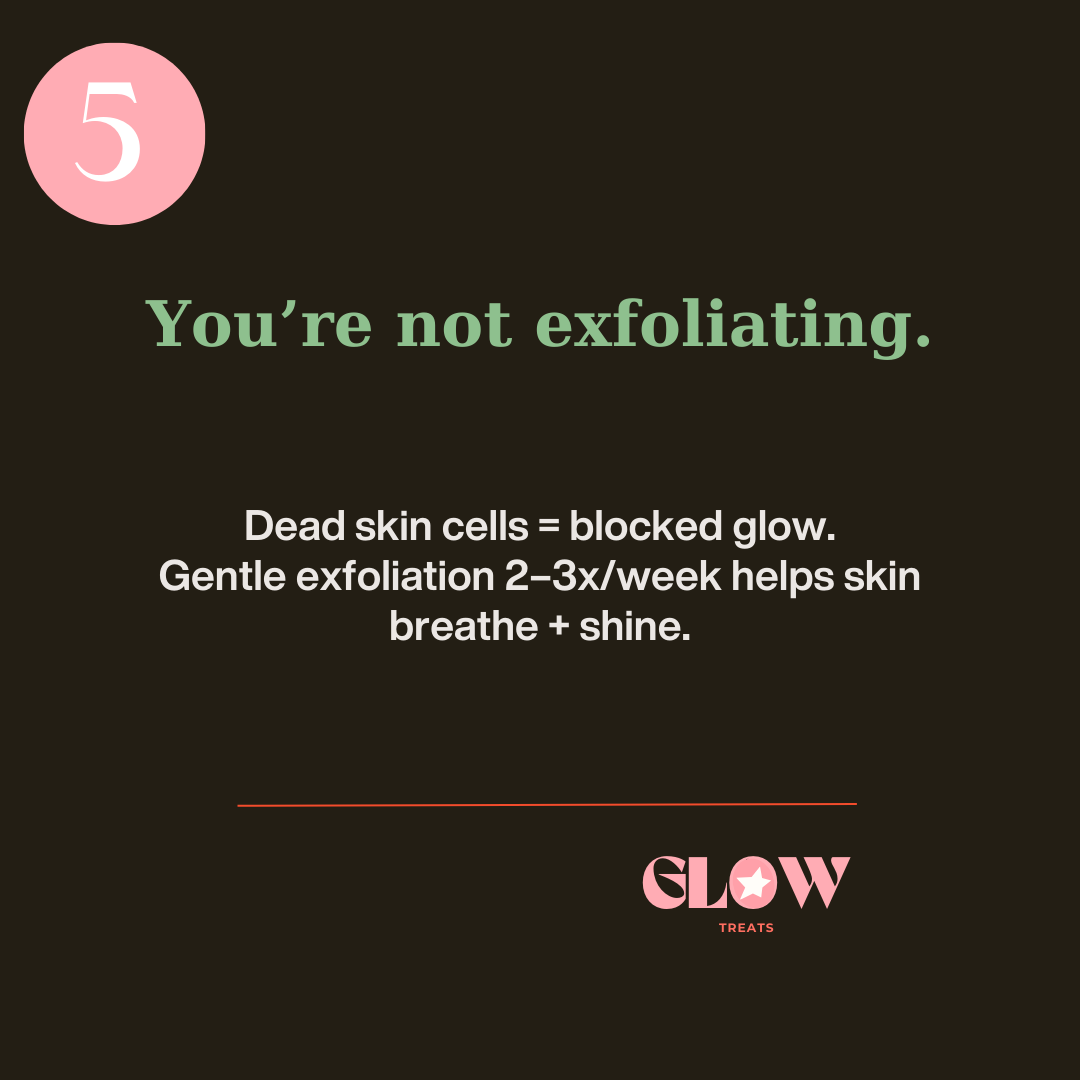 5
You’re not exfoliating.
Dead skin cells = blocked glow.
Gentle exfoliation 2–3x/week helps skin
breathe + shine.
GLOW
TREATS